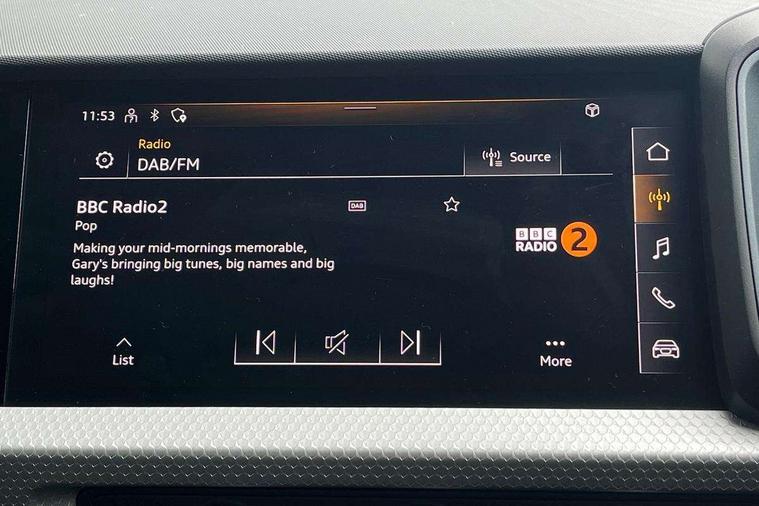 11:53
Radio
DAB/FM
Source
BBC Radio2
DAB
Pop
Making your mid-mornings memorable,
Gary's bringing big tunes, big names and big
laughs!
BBC
RADIO 2
List
More